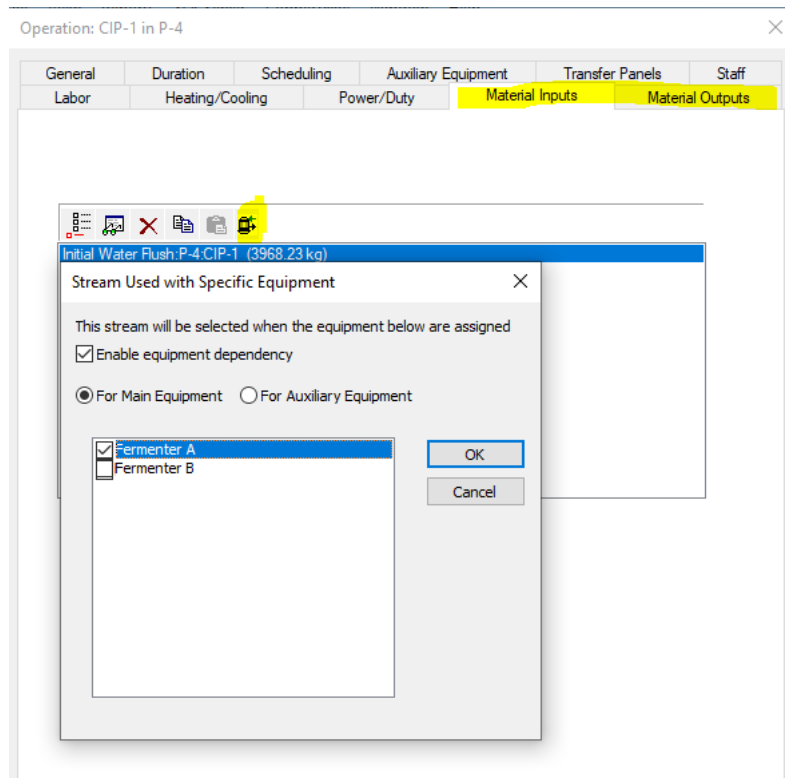 Operation: CIP-1 in P-4
General Duration Scheduling Auxiliary Equipment Transfer Panels Staff
Labor Heating/Cooling Power/Duty Material Inputs Material Outputs
Initial Water Flush:P-4:CIP-1 (3968.23 kg)
Stream Used with Specific Equipment
This stream will be selected when the equipment below are assigned
Enable equipment dependency
For Main Equipment For Auxiliary Equipment
Fermenter A
Fermenter B
OK
Cancel